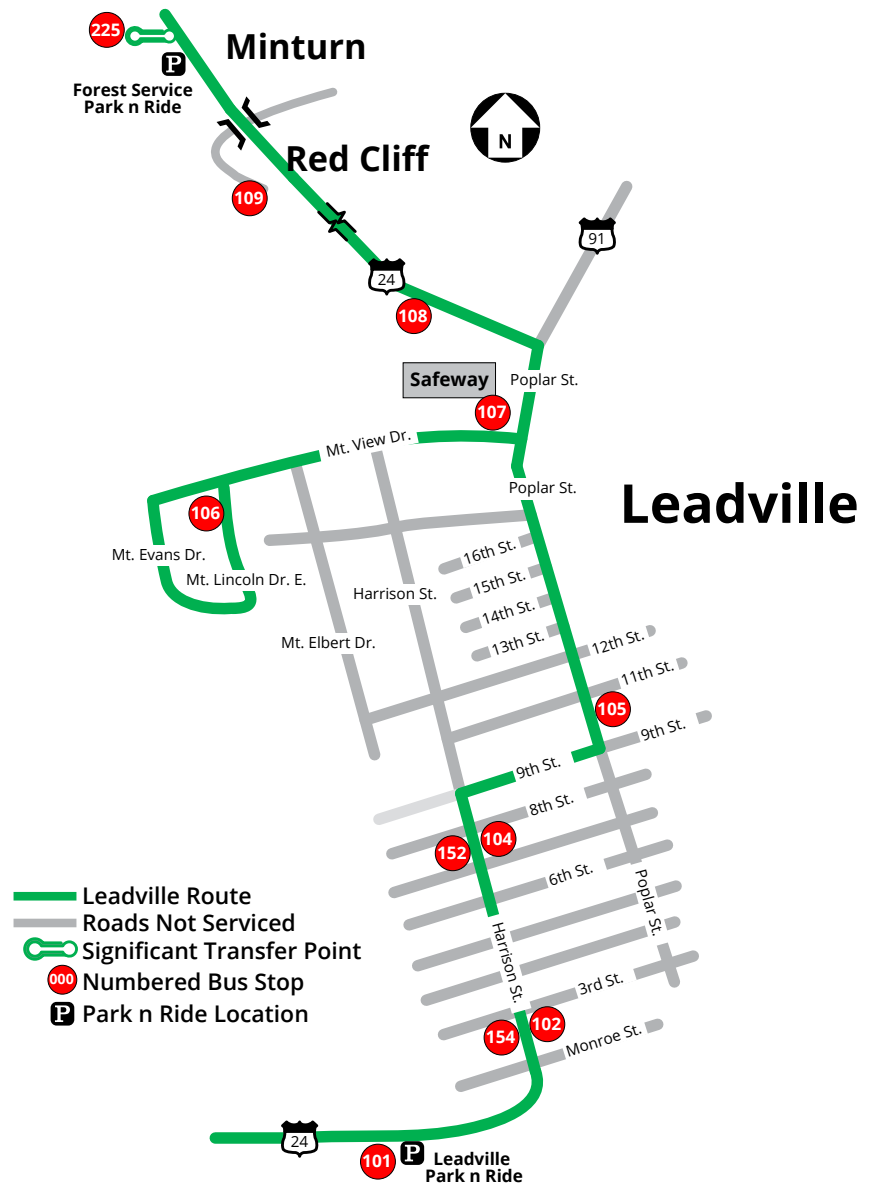 225
Minturn
P
Forest Service
Park n Ride
N
Red Cliff
109
91
24
108
Safeway
Poplar St.
107
Mt. View Dr.
Poplar St.
Leadville
106
16th St.
Mt. Evans Dr.
Mt. Lincoln Dr. E.
15th St.
Harrison St.
14th St.
Mt. Elbert Dr.
13th St.
12th St.
11th St.
105
9th St.
9th St.
8th St.
104
152
6th St.
Poplar St.
Leadville Route
Roads Not Serviced
Significant Transfer Point
000 Numbered Bus Stop
P Park n Ride Location
Harrison St.
3rd St.
102
154
Monroe St.
24
101
P
Leadville
Park n Ride